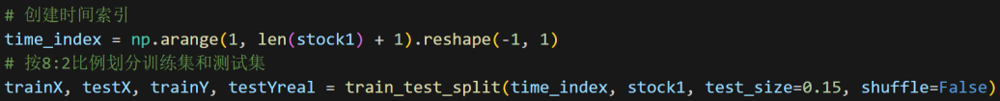 # 创建时间索引
time_index = np.arange(1, len(stock1) + 1).reshape(-1, 1)
# 按8:2比例划分训练集和测试集
trainX, testX, trainY, testYreal = train_test_split(time_index, stock1, test_size=0.15, shuffle=False)